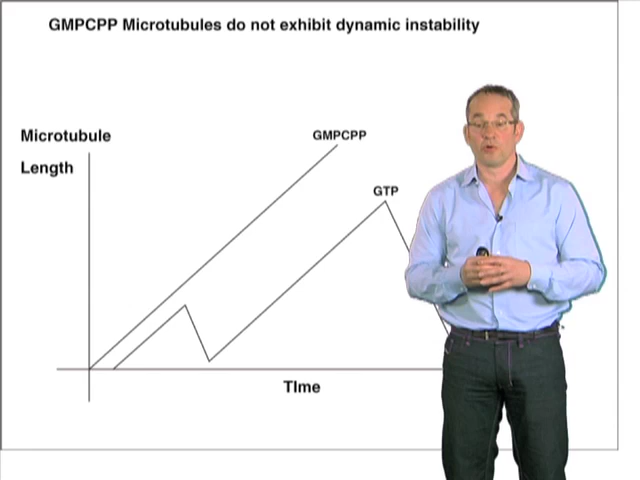 GMPCPP Microtubules do not exhibit dynamic instability
Microtubule
Length
GMPCPP
GTP
TIme